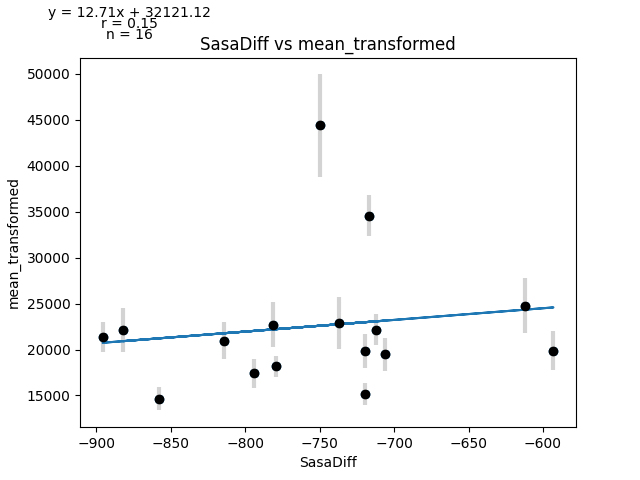 y = 12.71x + 32121.12
r = 0.15
n = 16
SasaDiff vs mean_transformed
50000
45000
40000
35000
30000
25000
20000
15000
mean_transformed
−900
−850
−800
−750
−700
−650
−600
SasaDiff